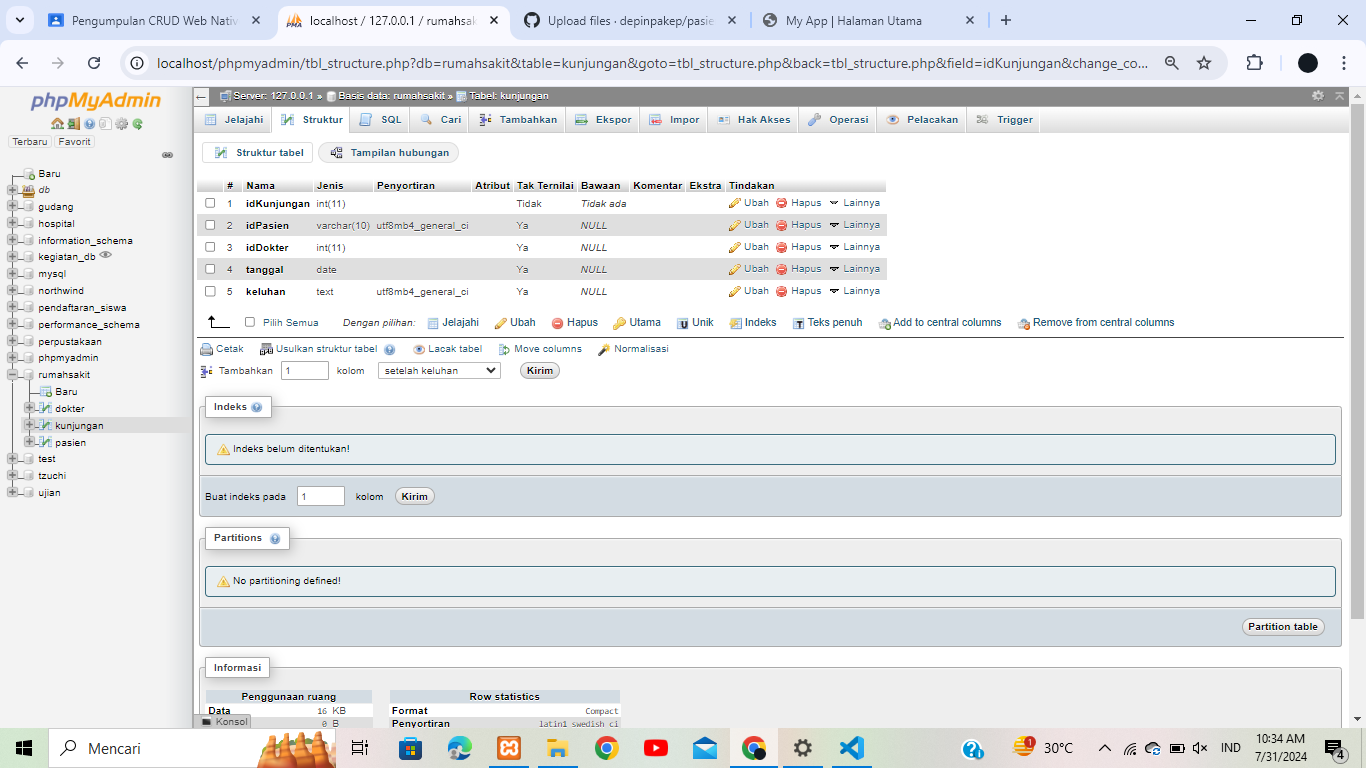 Pengumpulan CRUD Web Nativ
localhost / 127.0.0.1 / rumahsak
Upload files · depinpakep/pasie
My App | Halaman Utama
localhost/phpmyadmin/tbl_structure.php?db=rumahsakit&table=kunjungan&goto=tbl_structure.php&back=tbl_structure.php&field=idKunjungan&change_co...
phpMyAdmin
Terbaru Favorit
Baru
db
gudang
hospital
information_schema
kegiatan_db
mysql
northwind
pendaftaran_siswa
performance_schema
perpustakaan
phpmyadmin
rumahsakit
Baru
dokter
kunjungan
pasien
test
tzuchi
ujian
Server: 127.0.0.1 » Basis data: rumahsakit » Tabel: kunjungan
Jelajahi Struktur SQL Cari Tambahkan Ekspor Impor Hak Akses Operasi Pelacakan Trigger
Struktur tabel Tampilan hubungan
# Nama Jenis Penyortiran Atribut Tak Ternilai Bawaan Komentar Ekstra Tindakan
1 idKunjungan int(11) Tidak Tidak ada Ubah Hapus Lainnya
2 idPasien varchar(10) utf8mb4_general_ci Ya NULL Ubah Hapus Lainnya
3 idDokter int(11) Ya NULL Ubah Hapus Lainnya
4 tanggal date Ya NULL Ubah Hapus Lainnya
5 keluhan text utf8mb4_general_ci Ya NULL Ubah Hapus Lainnya
Pilih Semua Dengan pilihan: Jelajahi Ubah Hapus Utama Unik Indeks Teks penuh Add to central columns Remove from central columns
Cetak Usulkan struktur tabel Lacak tabel Move columns Normalisasi
Tambahkan 1 kolom setelah keluhan Kirim
Indeks
Indeks belum ditentukan!
Buat indeks pada 1 kolom Kirim
Partitions
No partitioning defined!
Partition table
Informasi
Penggunaan ruang
Data 16 KB
0 B
Row statistics
Format Compact
Penyortiran latin1_swedish_ci
Konsol
Mencari
30°C
IND
10:34 AM
7/31/2024